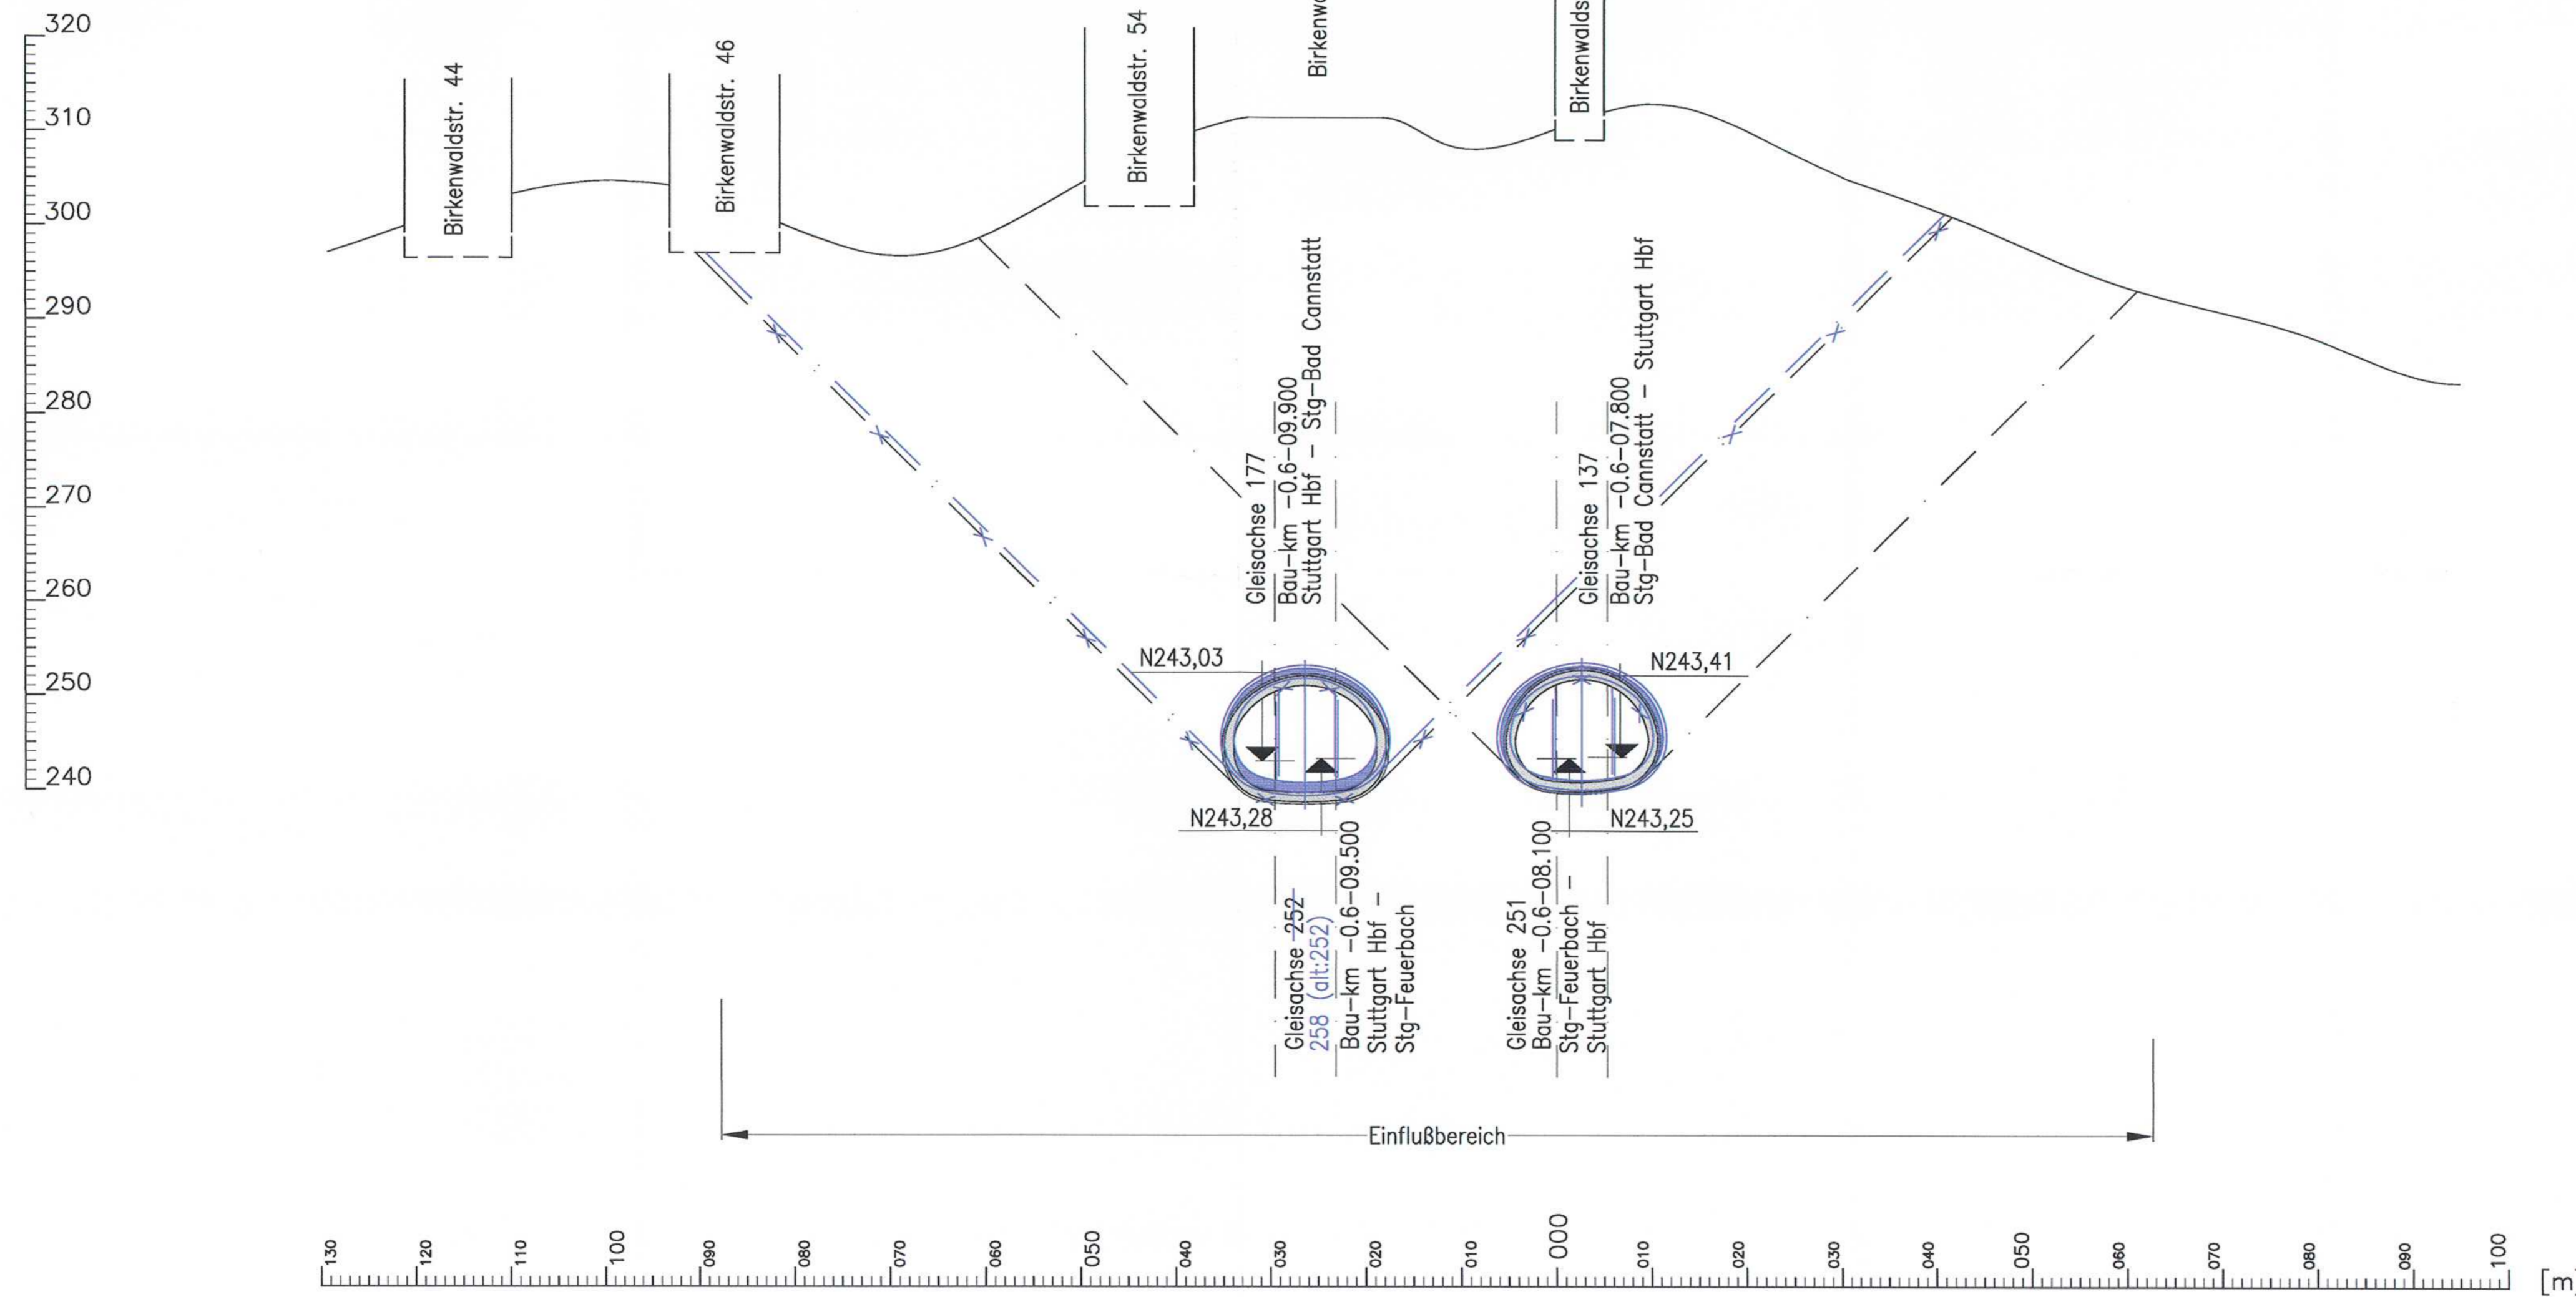 320
310
300
290
280
270
260
250
240
Birkenwaldstr. 44
Birkenwaldstr. 46
Birkenwaldstr. 54
Gleisachse 177
Bau-km -0.6-09.900
Stuttgart Hbf - Stg-Bad Cannstatt
Gleisachse 137
Bau-km -0.6-07.800
Stg-Bad Cannstatt - Stuttgart Hbf
N243,03
N243,41
N243,28
N243,25
Gleisachse 252
258 (alt:252)
Bau-km -0.6-09.500
Stuttgart Hbf -
Stg-Feuerbach
Gleisachse 251
Bau-km -0.6-08.100
Stg-Feuerbach -
Stuttgart Hbf
Einflußbereich
130 120 110 100 090 080 070 060 050 040 030 020 010 000 010 020 030 040 050 060 070 080 090 100